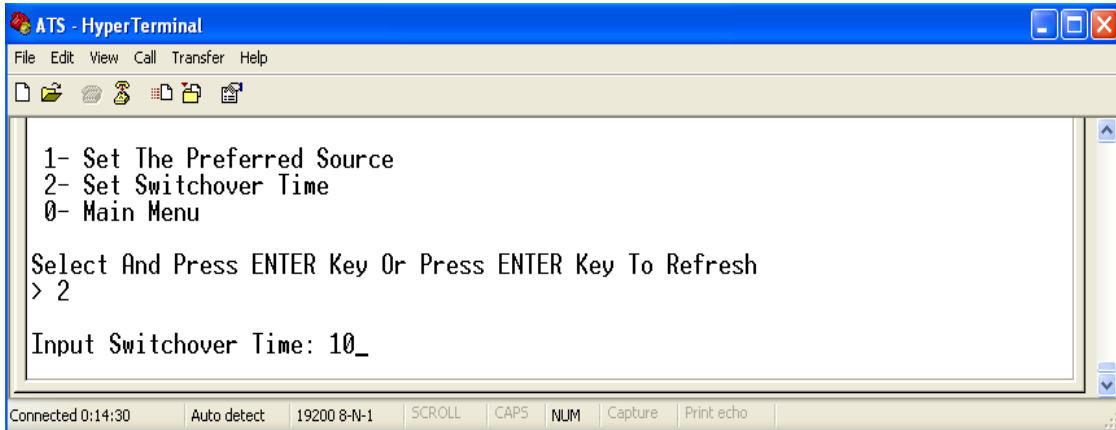 ATS - HyperTerminal
File Edit View Call Transfer Help
1- Set The Preferred Source
2- Set Switchover Time
0- Main Menu
Select And Press ENTER Key Or Press ENTER Key To Refresh
> 2
Input Switchover Time: 10_
Connected 0:14:30 Auto detect 19200 8-N-1 SCROLL CAPS NUM Capture Print echo